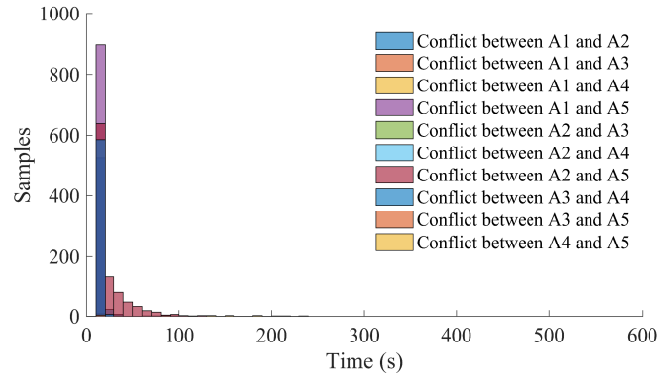 1000
800
600
400
200
0
Samples
0 100 200 300 400 500 600
Time (s)
Conflict between A1 and A2
Conflict between A1 and A3
Conflict between A1 and A4
Conflict between A1 and A5
Conflict between A2 and A3
Conflict between A2 and A4
Conflict between A2 and A5
Conflict between A3 and A4
Conflict between A3 and A5
Conflict between A4 and A5